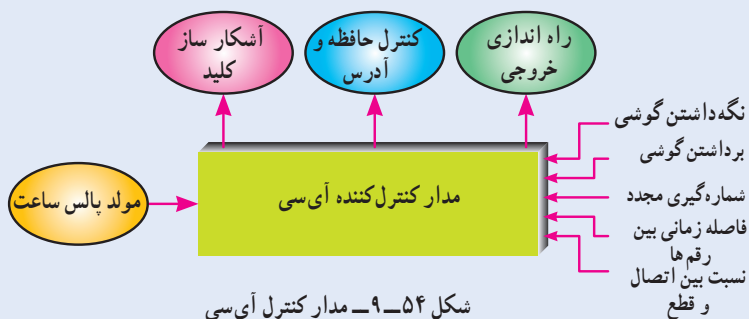 راه اندازی
خروجی
کنترل حافظه و
آدرس
آشکار ساز
کلید
نگه‌داشتن گوشی
برداشتن گوشی
شماره‌گیری مجدد
فاصله زمانی بین
رقم‌ها
نسبت بین اتصال
و قطع
مدار کنترل‌کننده آی‌سی
مولد پالس ساعت
شکل ۵۴ــ۹ــ مدار کنترل آی‌سی